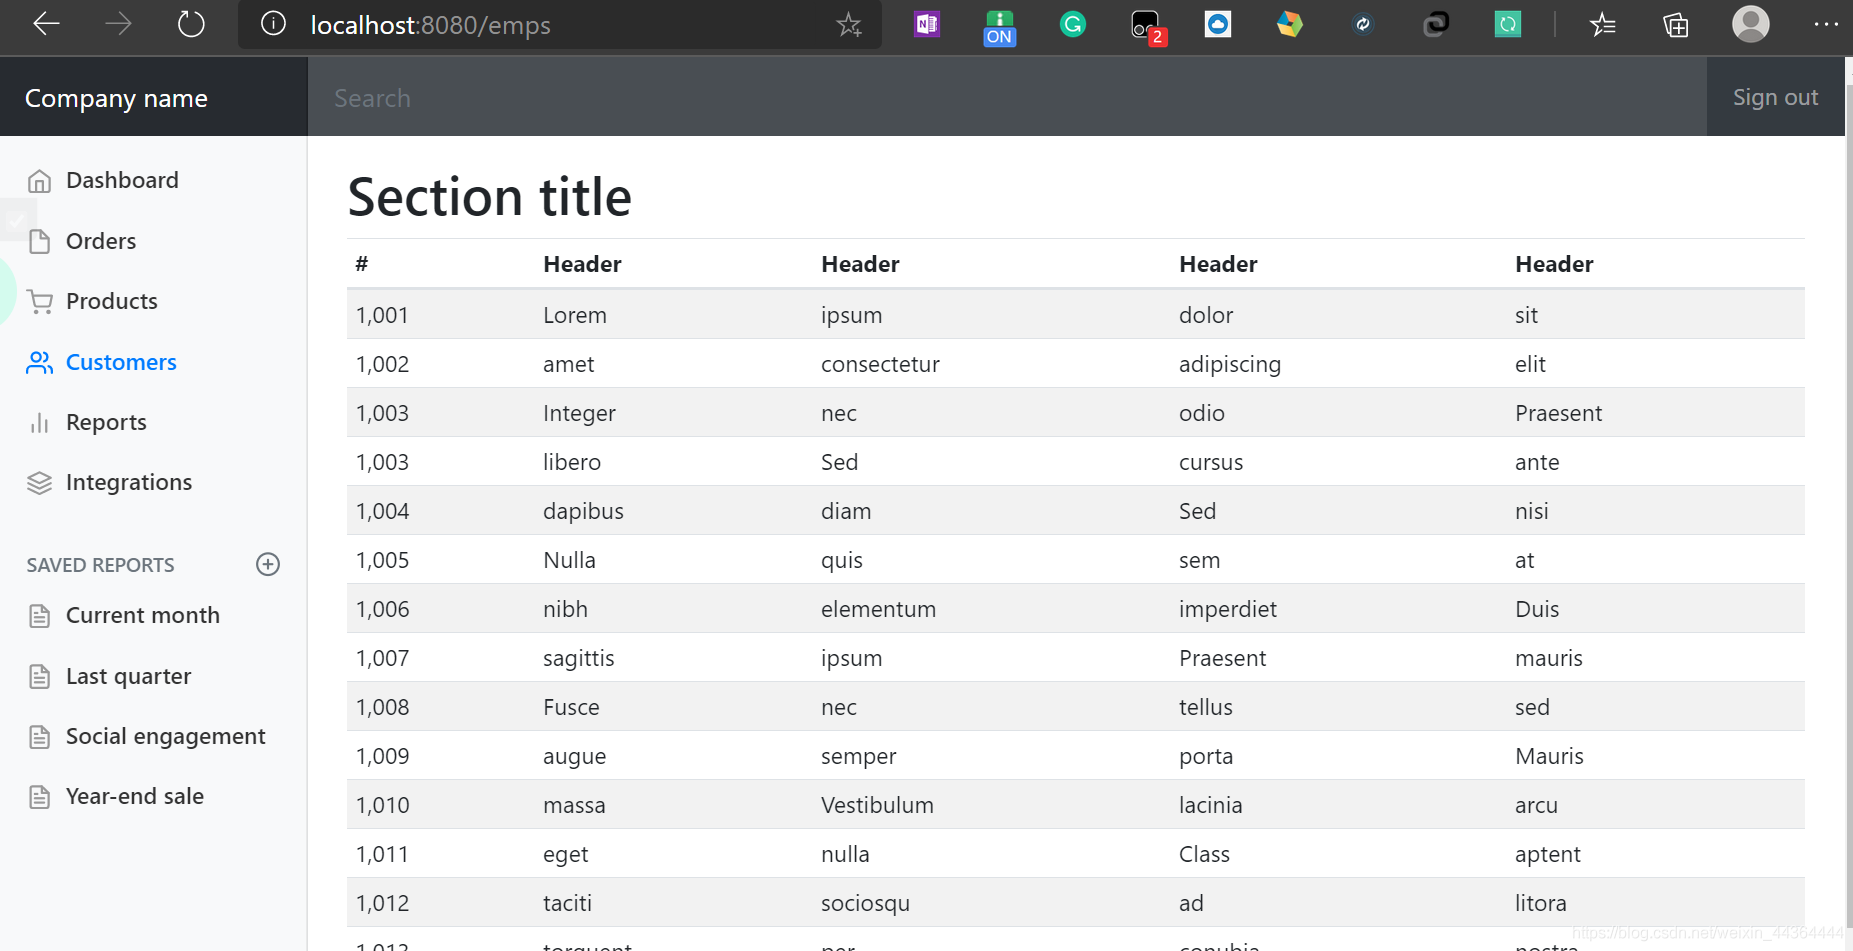 localhost:8080/emps
ON
2
Company name
Search
Sign out
Dashboard
Orders
Products
Customers
Reports
Integrations
SAVED REPORTS
Current month
Last quarter
Social engagement
Year-end sale
Section title
# Header Header Header Header
1,001 Lorem ipsum dolor sit
1,002 amet consectetur adipiscing elit
1,003 Integer nec odio Praesent
1,003 libero Sed cursus ante
1,004 dapibus diam Sed nisi
1,005 Nulla quis sem at
1,006 nibh elementum imperdiet Duis
1,007 sagittis ipsum Praesent mauris
1,008 Fusce nec tellus sed
1,009 augue semper porta Mauris
1,010 massa Vestibulum lacinia arcu
1,011 eget nulla Class aptent
1,012 taciti sociosqu ad litora
1,013 torquent per conubia nostra
https://blog.csdn.net/weixin_44364444